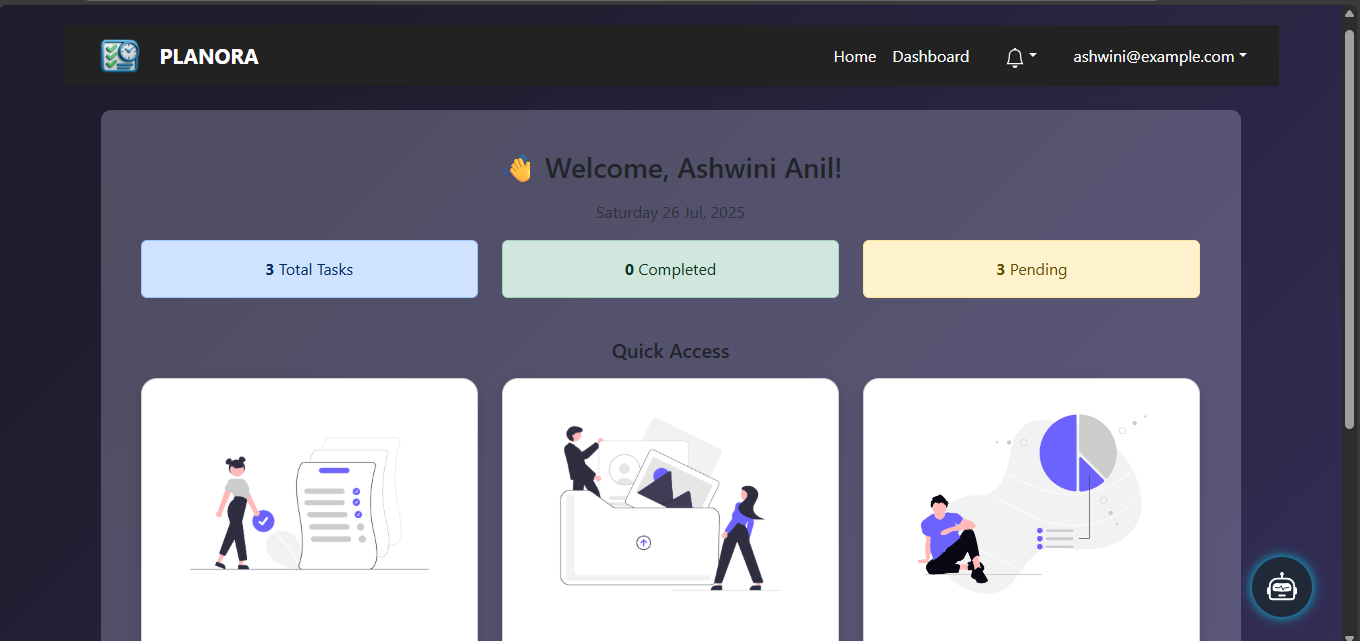 PLANORA
Home Dashboard ashwini@example.com
👋 Welcome, Ashwini Anil!
Saturday 26 Jul, 2025
3 Total Tasks
0 Completed
3 Pending
Quick Access